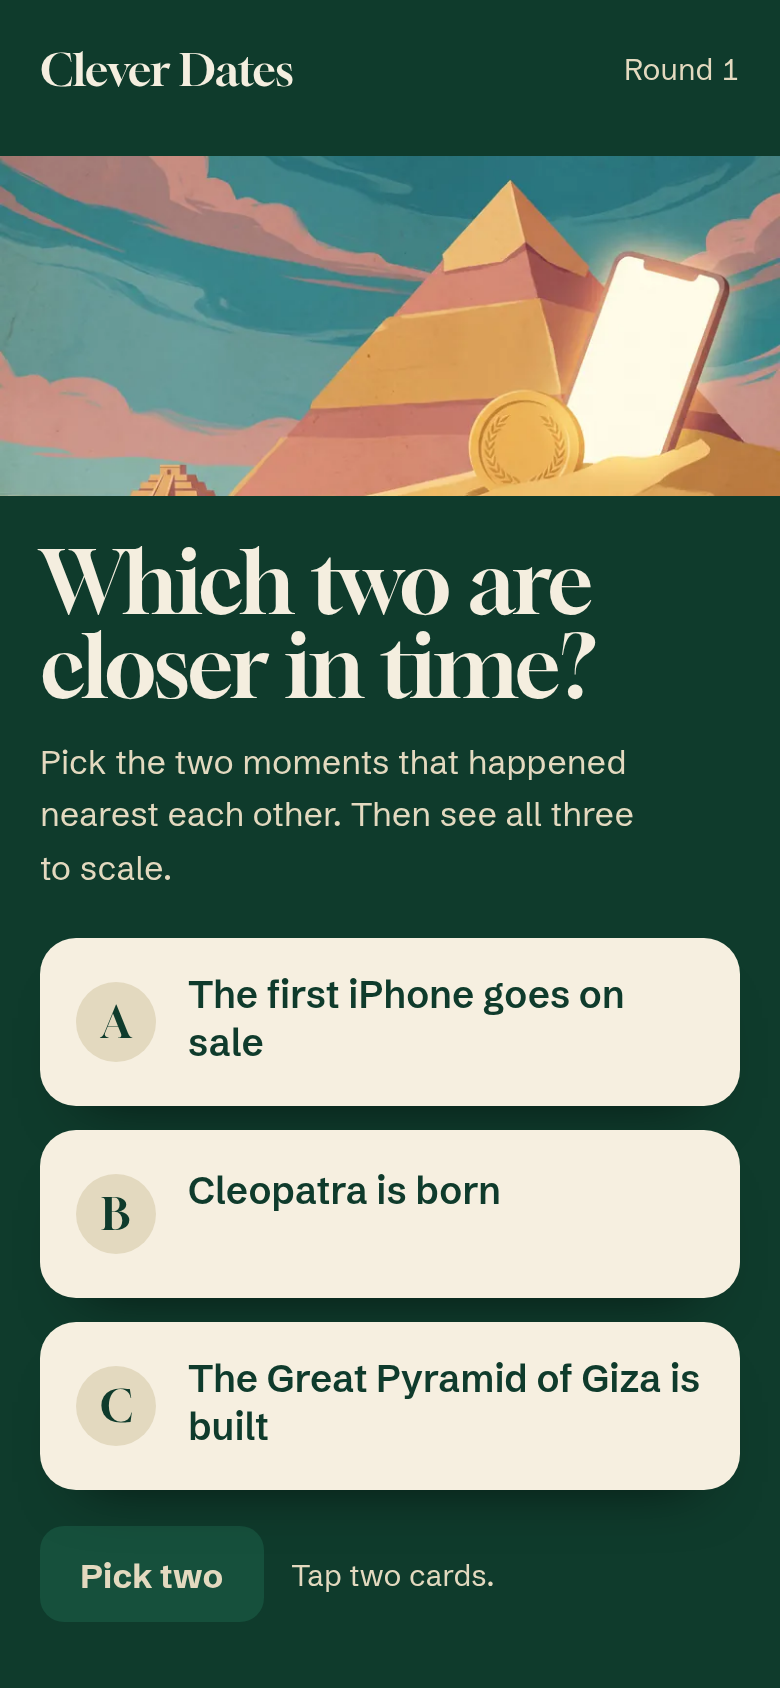 Clever Dates
Round 1
Which two are
closer in time?
Pick the two moments that happened
nearest each other. Then see all three
to scale.
A
The first iPhone goes on
sale
B
Cleopatra is born
C
The Great Pyramid of Giza is
built
Pick two
Tap two cards.